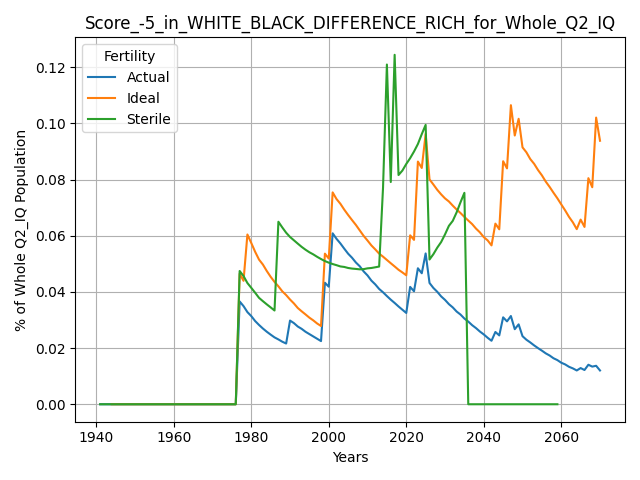 Score_-5_in_WHITE_BLACK_DIFFERENCE_RICH_for_Whole_Q2_IQ
Fertility
Actual
Ideal
Sterile
% of Whole Q2_IQ Population
0.12
0.10
0.08
0.06
0.04
0.02
0.00
1940 1960 1980 2000 2020 2040 2060
Years